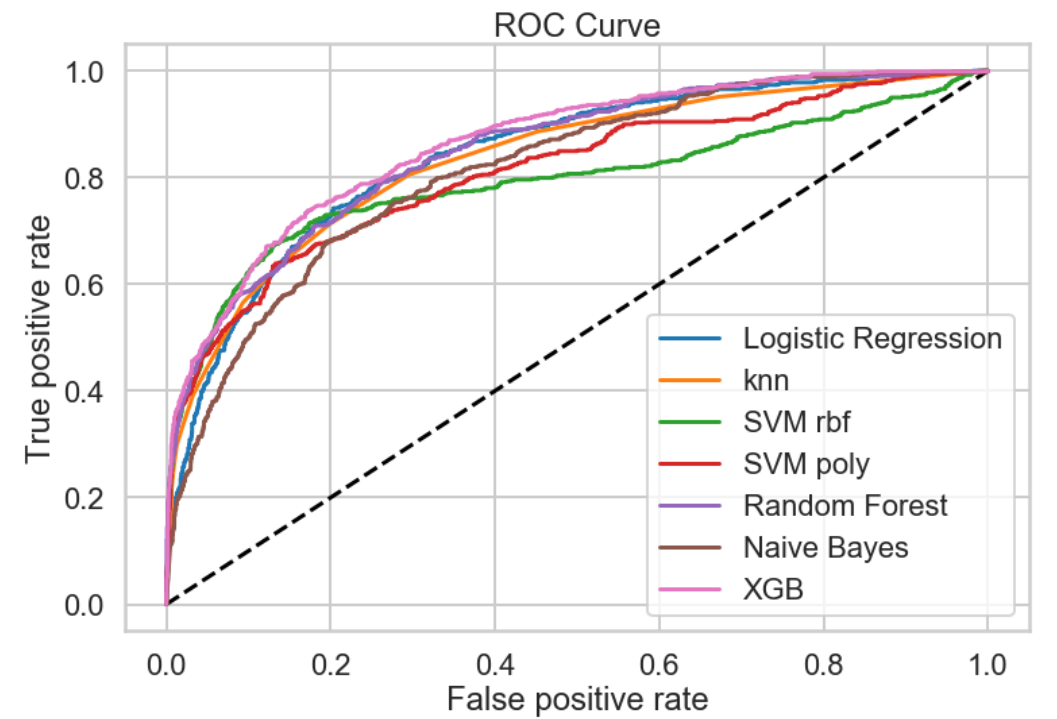 ROC Curve
1.0
0.8
0.6
0.4
0.2
0.0
True positive rate
Logistic Regression
knn
SVM rbf
SVM poly
Random Forest
Naive Bayes
XGB
0.0 0.2 0.4 0.6 0.8 1.0
False positive rate